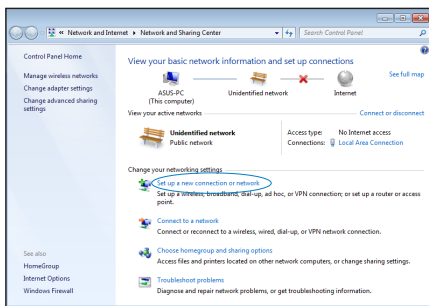 « Network and Internet ▸ Network and Sharing Center
Search Control Panel
Control Panel Home
Manage wireless networks
Change adapter settings
Change advanced sharing
settings
See also
HomeGroup
Internet Options
Windows Firewall
View your basic network information and set up connections
See full map
ASUS-PC
(This computer)
Unidentified network
Internet
View your active networks
Connect or disconnect
Unidentified network
Public network
Access type: No Internet access
Connections: Local Area Connection
Change your networking settings
Set up a new connection or network
Set up a wireless, broadband, dial-up, ad hoc, or VPN connection; or set up a router or access
point.
Connect to a network
Connect or reconnect to a wireless, wired, dial-up, or VPN network connection.
Choose homegroup and sharing options
Access files and printers located on other network computers, or change sharing settings.
Troubleshoot problems
Diagnose and repair network problems, or get troubleshooting information.